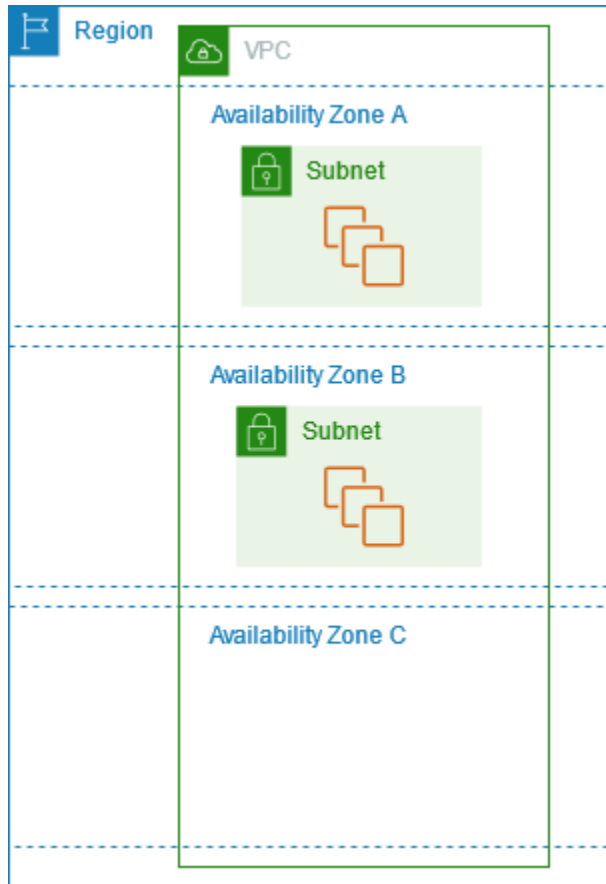 Region
VPC
Availability Zone A
Subnet
Availability Zone B
Subnet
Availability Zone C